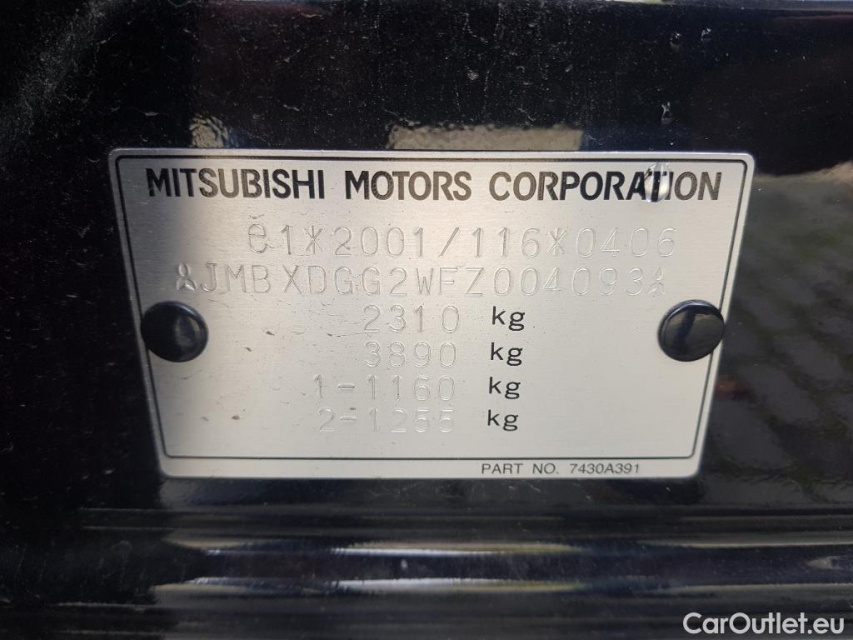 MITSUBISHI MOTORS CORPORATION
e1*2001/116*0406
*JMBXDGG2WFZ004093*
2310 kg
3890 kg
1-1160 kg
2-1255 kg
PART NO. 7430A391
CarOutlet.eu